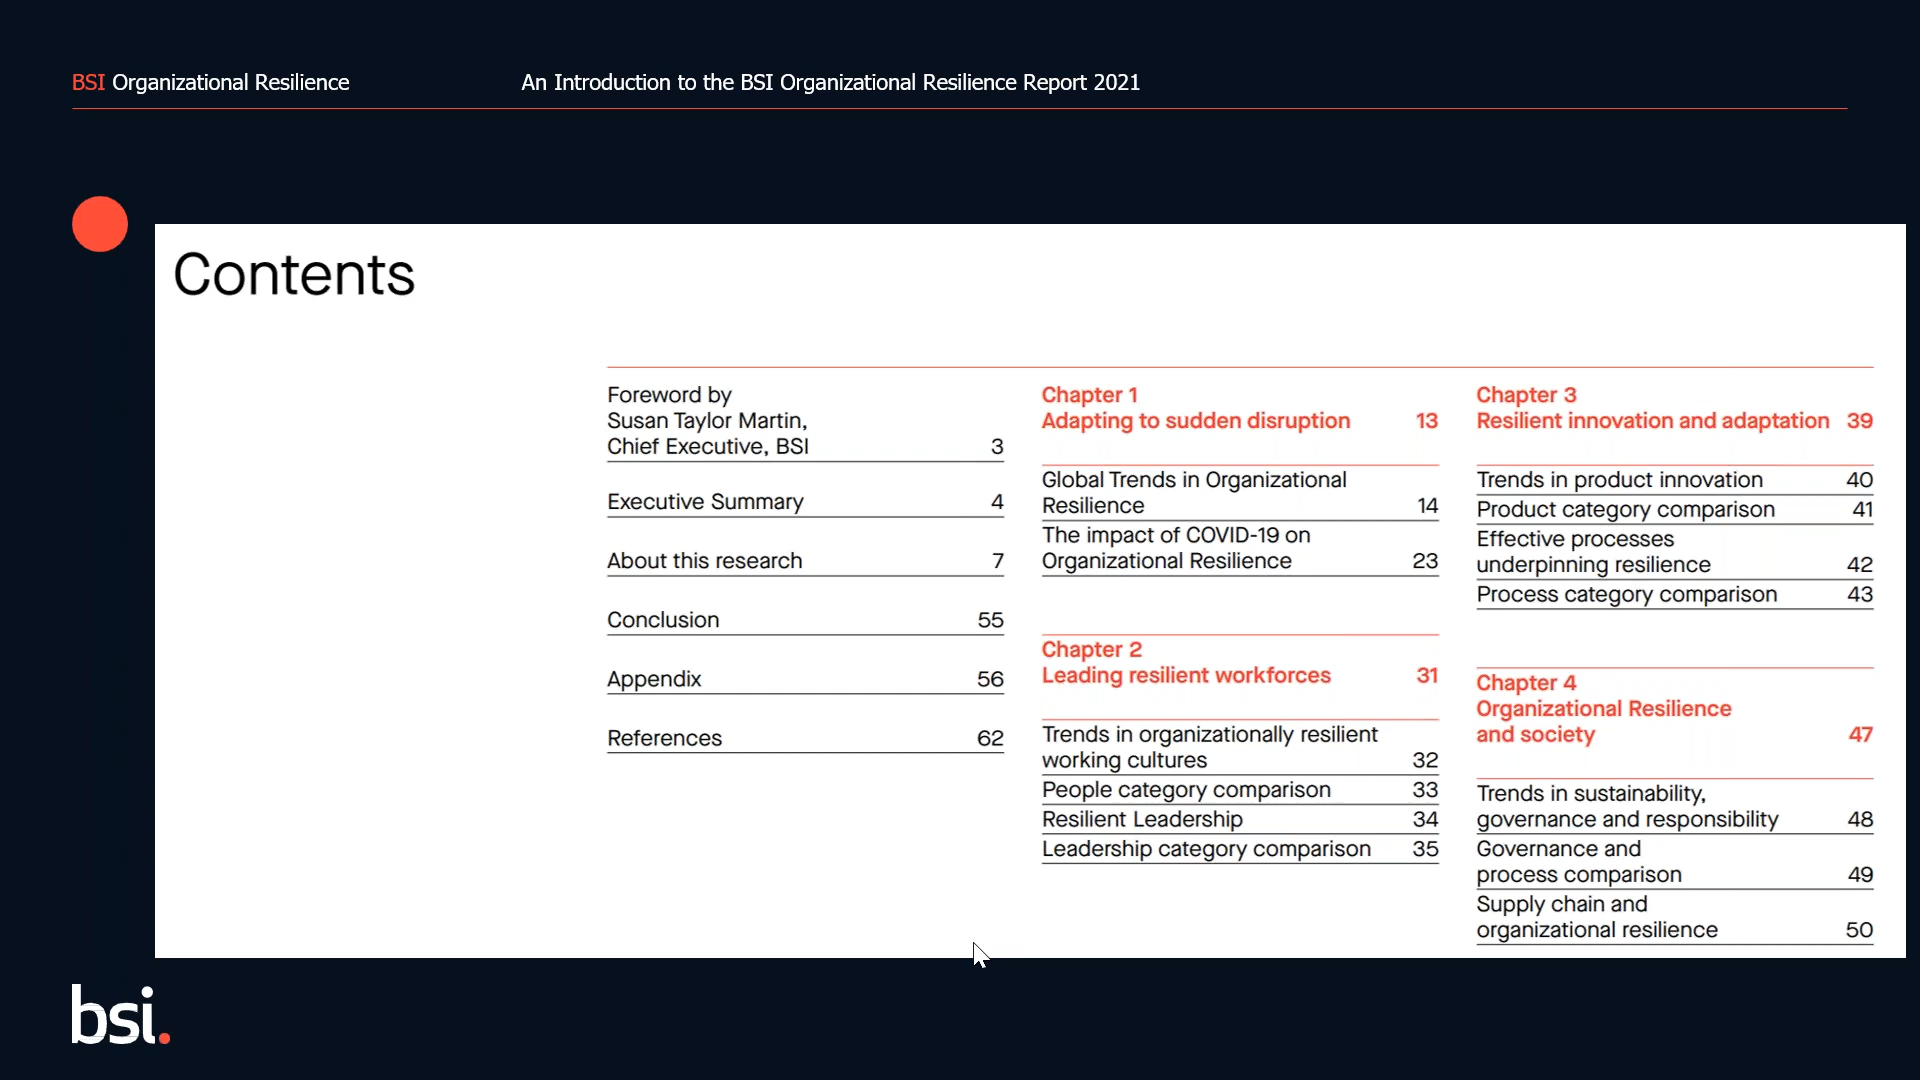 BSI Organizational Resilience
An Introduction to the BSI Organizational Resilience Report 2021
Contents
Foreword by
Susan Taylor Martin,
Chief Executive, BSI 3
Executive Summary 4
About this research 7
Conclusion 55
Appendix 56
References 62
Chapter 1
Adapting to sudden disruption 13
Global Trends in Organizational
Resilience 14
The impact of COVID-19 on
Organizational Resilience 23
Chapter 2
Leading resilient workforces 31
Trends in organizationally resilient
working cultures 32
People category comparison 33
Resilient Leadership 34
Leadership category comparison 35
Chapter 3
Resilient innovation and adaptation 39
Trends in product innovation 40
Product category comparison 41
Effective processes
underpinning resilience 42
Process category comparison 43
Chapter 4
Organizational Resilience
and society 47
Trends in sustainability,
governance and responsibility 48
Governance and
process comparison 49
Supply chain and
organizational resilience 50
bsi.